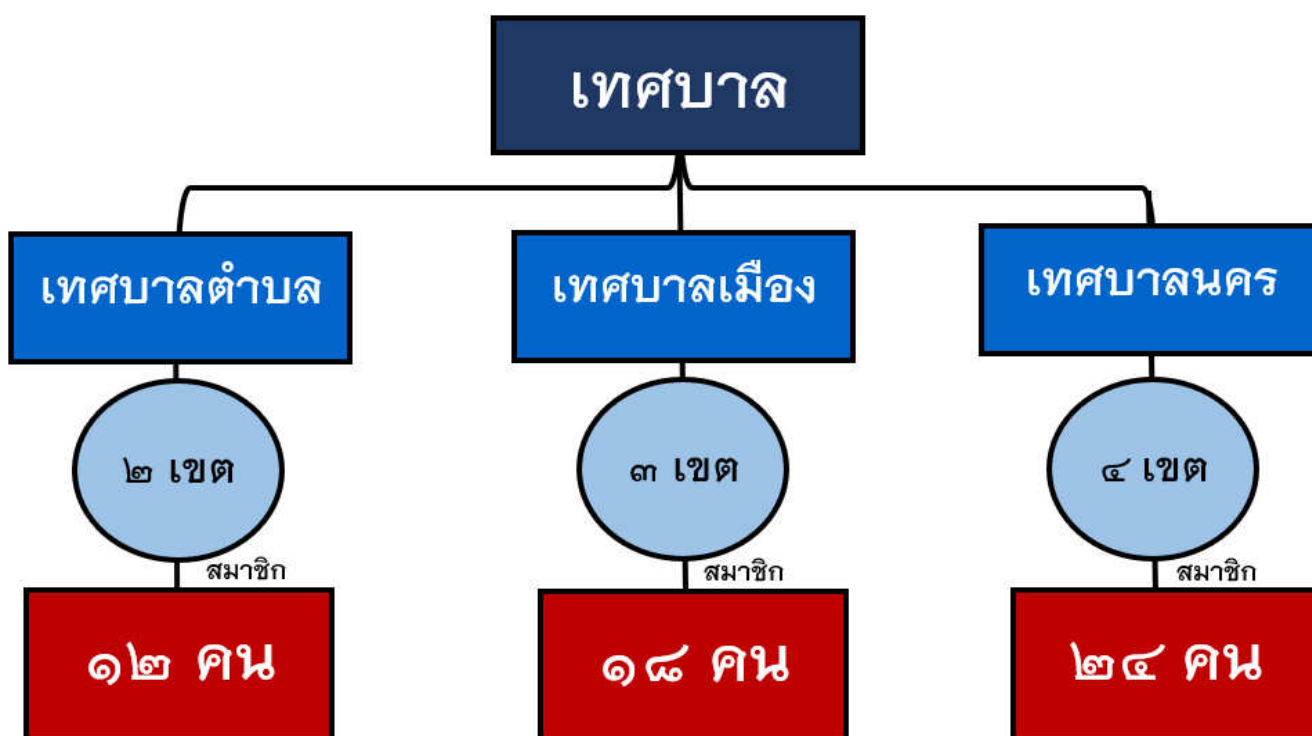 เทศบาล
เทศบาลตำบล
เทศบาลเมือง
เทศบาลนคร
๒ เขต
๓ เขต
๔ เขต
สมาชิก
สมาชิก
สมาชิก
๑๒ คน
๑๘ คน
๒๔ คน